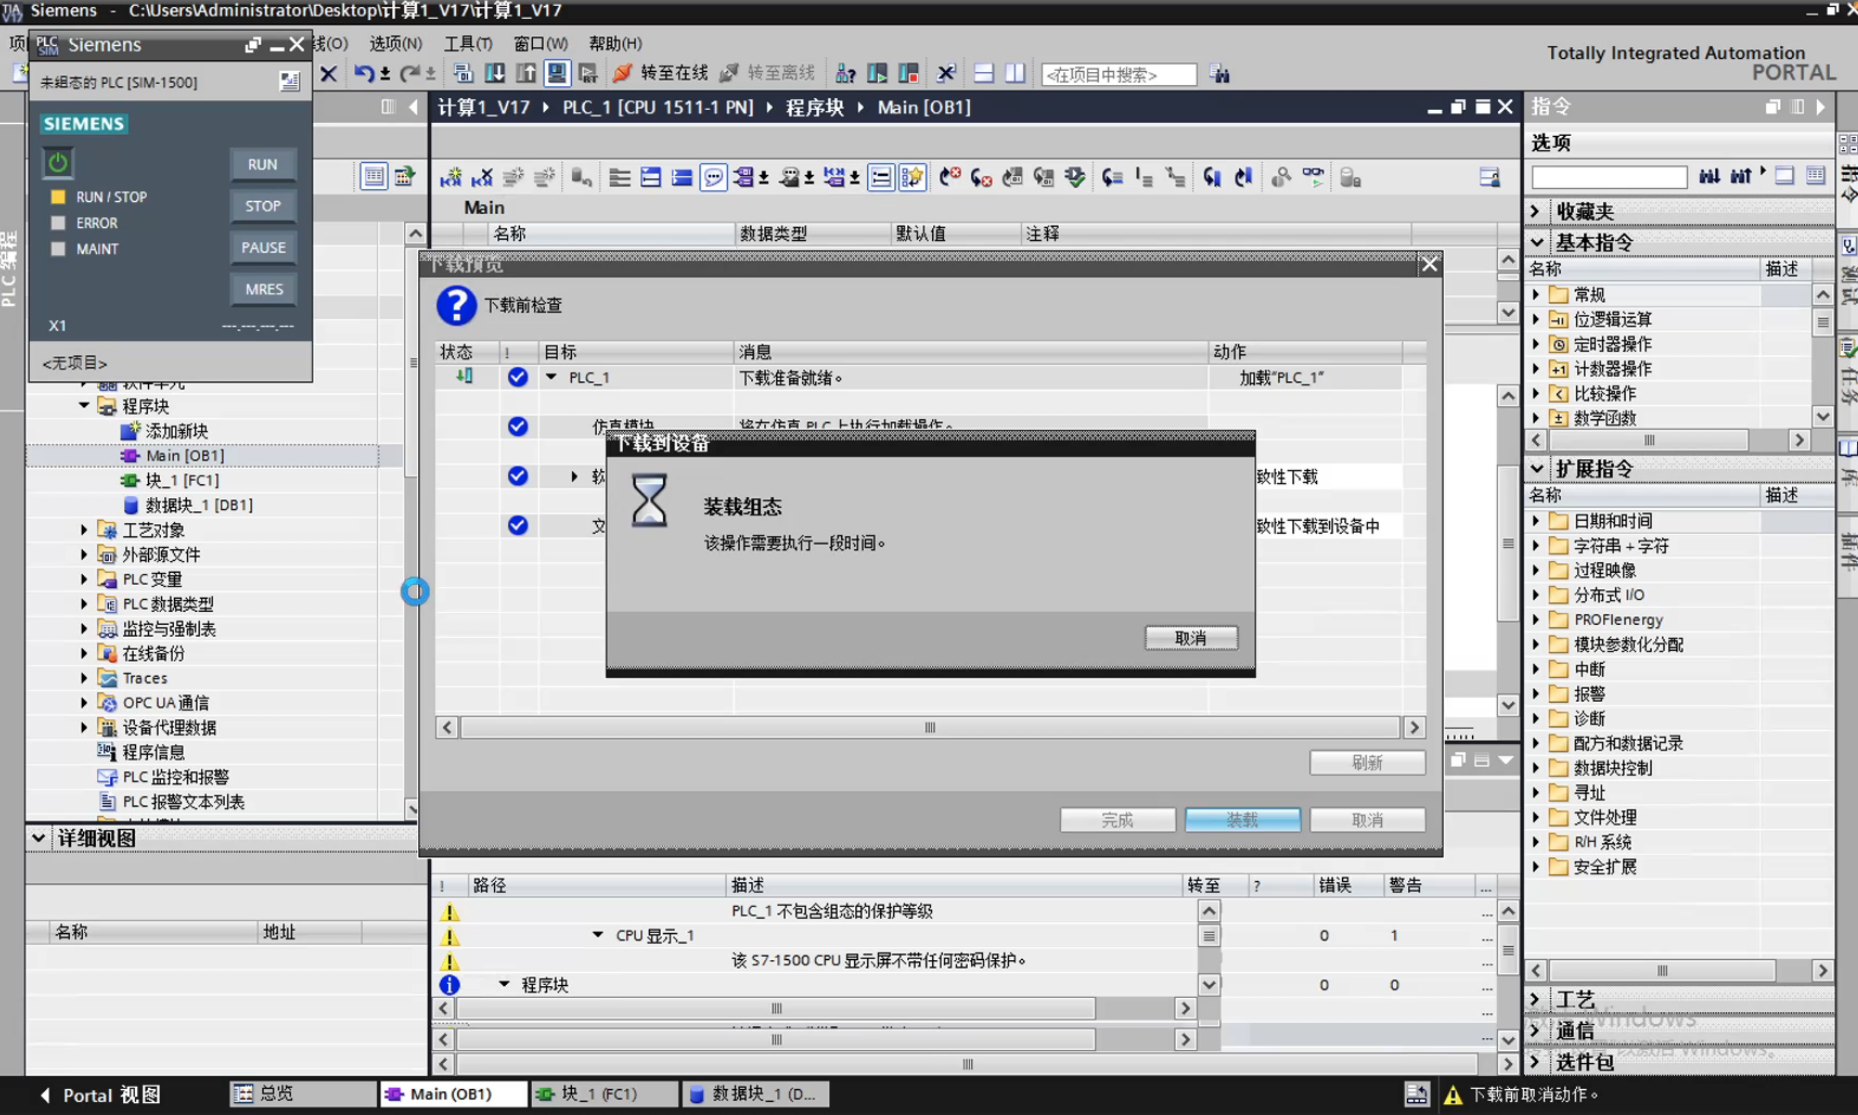 Siemens - C:\Users\Administrator\Desktop\计算1_V17\计算1_V17
Siemens
线(O) 选项(N) 工具(T) 窗口(W) 帮助(H)
Totally Integrated Automation
PORTAL
未组态的 PLC [SIM-1500]
转至在线 转至离线 <在项目中搜索>
计算1_V17 PLC_1 [CPU 1511-1 PN] 程序块 Main [OB1]
指令
SIEMENS
选项
RUN
RUN / STOP
STOP
ERROR
MAINT
PAUSE
MRES
X1
<无项目>
PLC 编程
Main
名称 数据类型 默认值 注释
下载预览
下载前检查
状态 ! 目标 消息 动作
PLC_1 下载准备就绪。 加载"PLC_1"
仿真模块 将在仿真 PLC 上执行加载操作。
致性下载
致性下载到设备中
下载到设备
装载组态
该操作需要执行一段时间。
取消
刷新
完成 装载 取消
软件单元
程序块
添加新块
Main [OB1]
块_1 [FC1]
数据块_1 [DB1]
工艺对象
外部源文件
PLC 变量
PLC 数据类型
监控与强制表
在线备份
Traces
OPC UA 通信
设备代理数据
程序信息
PLC 监控和报警
PLC 报警文本列表
详细视图
名称 地址
! 路径 描述 转至 ? 错误 警告 ...
PLC_1 不包含组态的保护等级
CPU 显示_1 0 1
该 S7-1500 CPU 显示屏不带任何密码保护。
程序块 0 0
收藏夹
基本指令
名称 描述
常规
位逻辑运算
定时器操作
计数器操作
比较操作
数学函数
扩展指令
名称 描述
日期和时间
字符串 + 字符
过程映像
分布式 I/O
PROFIenergy
模块参数化分配
中断
报警
诊断
配方和数据记录
数据块控制
寻址
文件处理
R/H 系统
安全扩展
工艺
通信
选件包
激活 Windows
转到"设置"以激活 Windows。
Portal 视图 总览 Main (OB1) 块_1 (FC1) 数据块_1 (D... 下载前取消动作。